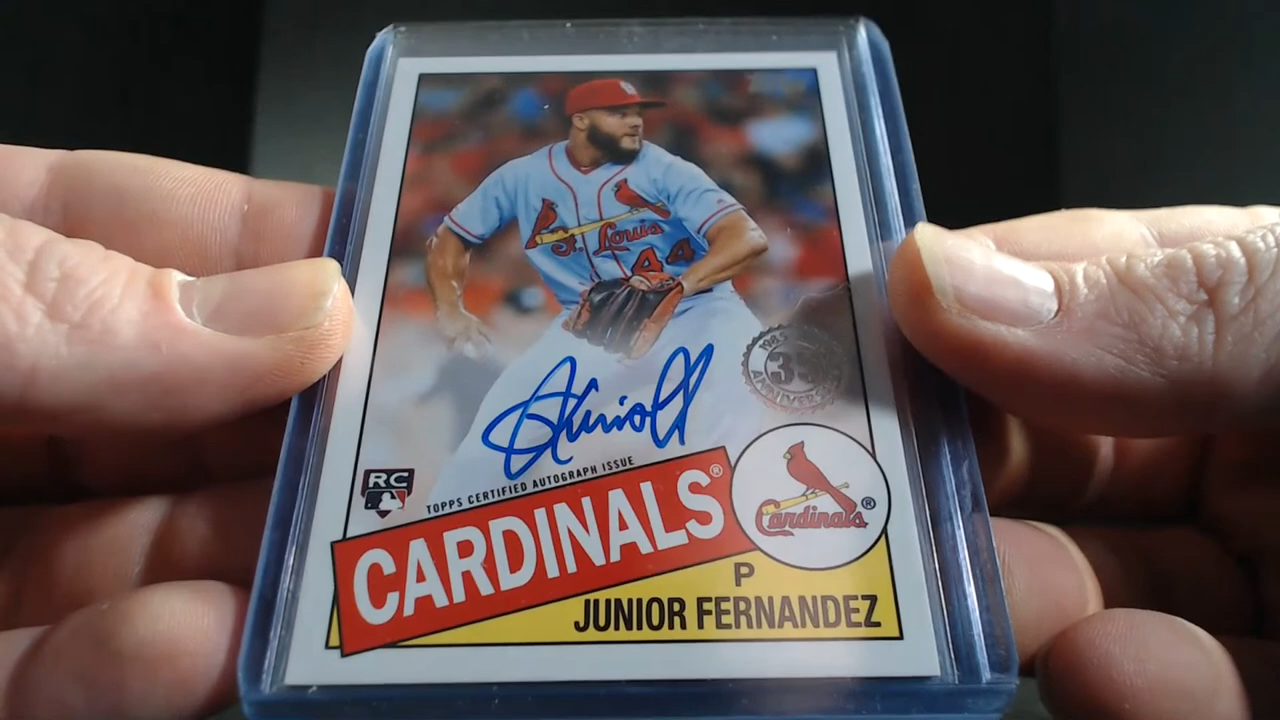 St. Louis
44
1985
35
ANNIVERSARY
RC
TOPPS CERTIFIED AUTOGRAPH ISSUE
CARDINALS®
Cardinals®
P
JUNIOR FERNANDEZ